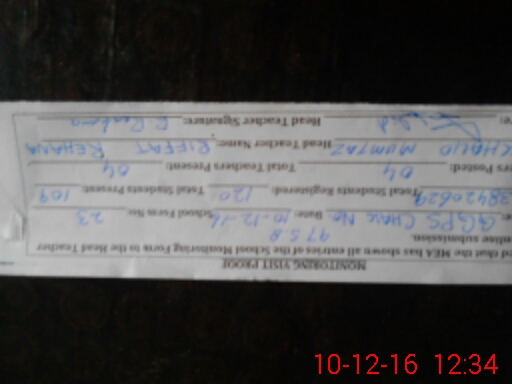 MONITORING VISIT PROOF
ed that the MEA has shown all entries of the School Monitoring Form to the Head Teacher
nline submission. 97 S.B
GGPS Chak No Date: 10-12-16 School Form No: 23
38420629 Total Students Registered: 120 Total Students Present: 109
ers Posted: 04 Total Teachers Present: 04
KHALID MUMTAZ Head Teacher Name: RIFFAT REHANA
e: Head Teacher Signature: R. Rehana
10-12-16 12:34